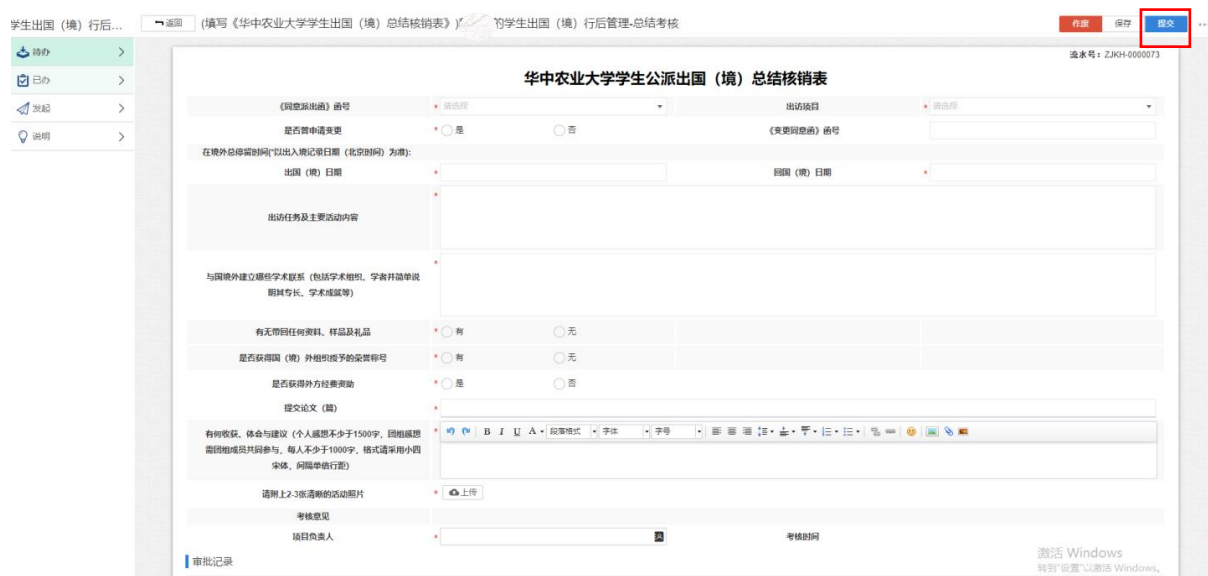 学生出国（境）行后...
返回 (填写《华中农业大学学生出国（境）总结核销表》) 的学生出国（境）行后管理-总结考核
作废 保存 提交
待办
已办
发起
说明
流水号：ZJKH-0000073
华中农业大学学生公派出国（境）总结核销表
《同意派出函》函号 * 请选择 出访项目 * 请选择
是否曾申请变更 * 是 否 《变更同意函》函号
在境外总停留时间(*以出入境记录日期（北京时间）为准):
出国（境）日期 * 回国（境）日期 *
出访任务及主要活动内容 *
与国境外建立哪些学术联系（包括学术组织、学者并简单说
明其专长、学术成就等） *
有无带回任何资料、样品及礼品 * 有 无
是否获得国（境）外组织授予的荣誉称号 * 有 无
是否获得外方经费资助 * 是 否
提交论文（篇） *
有何收获、体会与建议（个人感想不少于1500字，团组感想
需团组成员共同参与，每人不少于1000字，格式请采用小四
宋体，间隔单倍行距） *
B I U A 段落格式 字体 字号
请附上2-3张清晰的活动照片 * 上传
考核意见
项目负责人 * 考核时间
审批记录
激活 Windows
转到"设置"以激活 Windows。